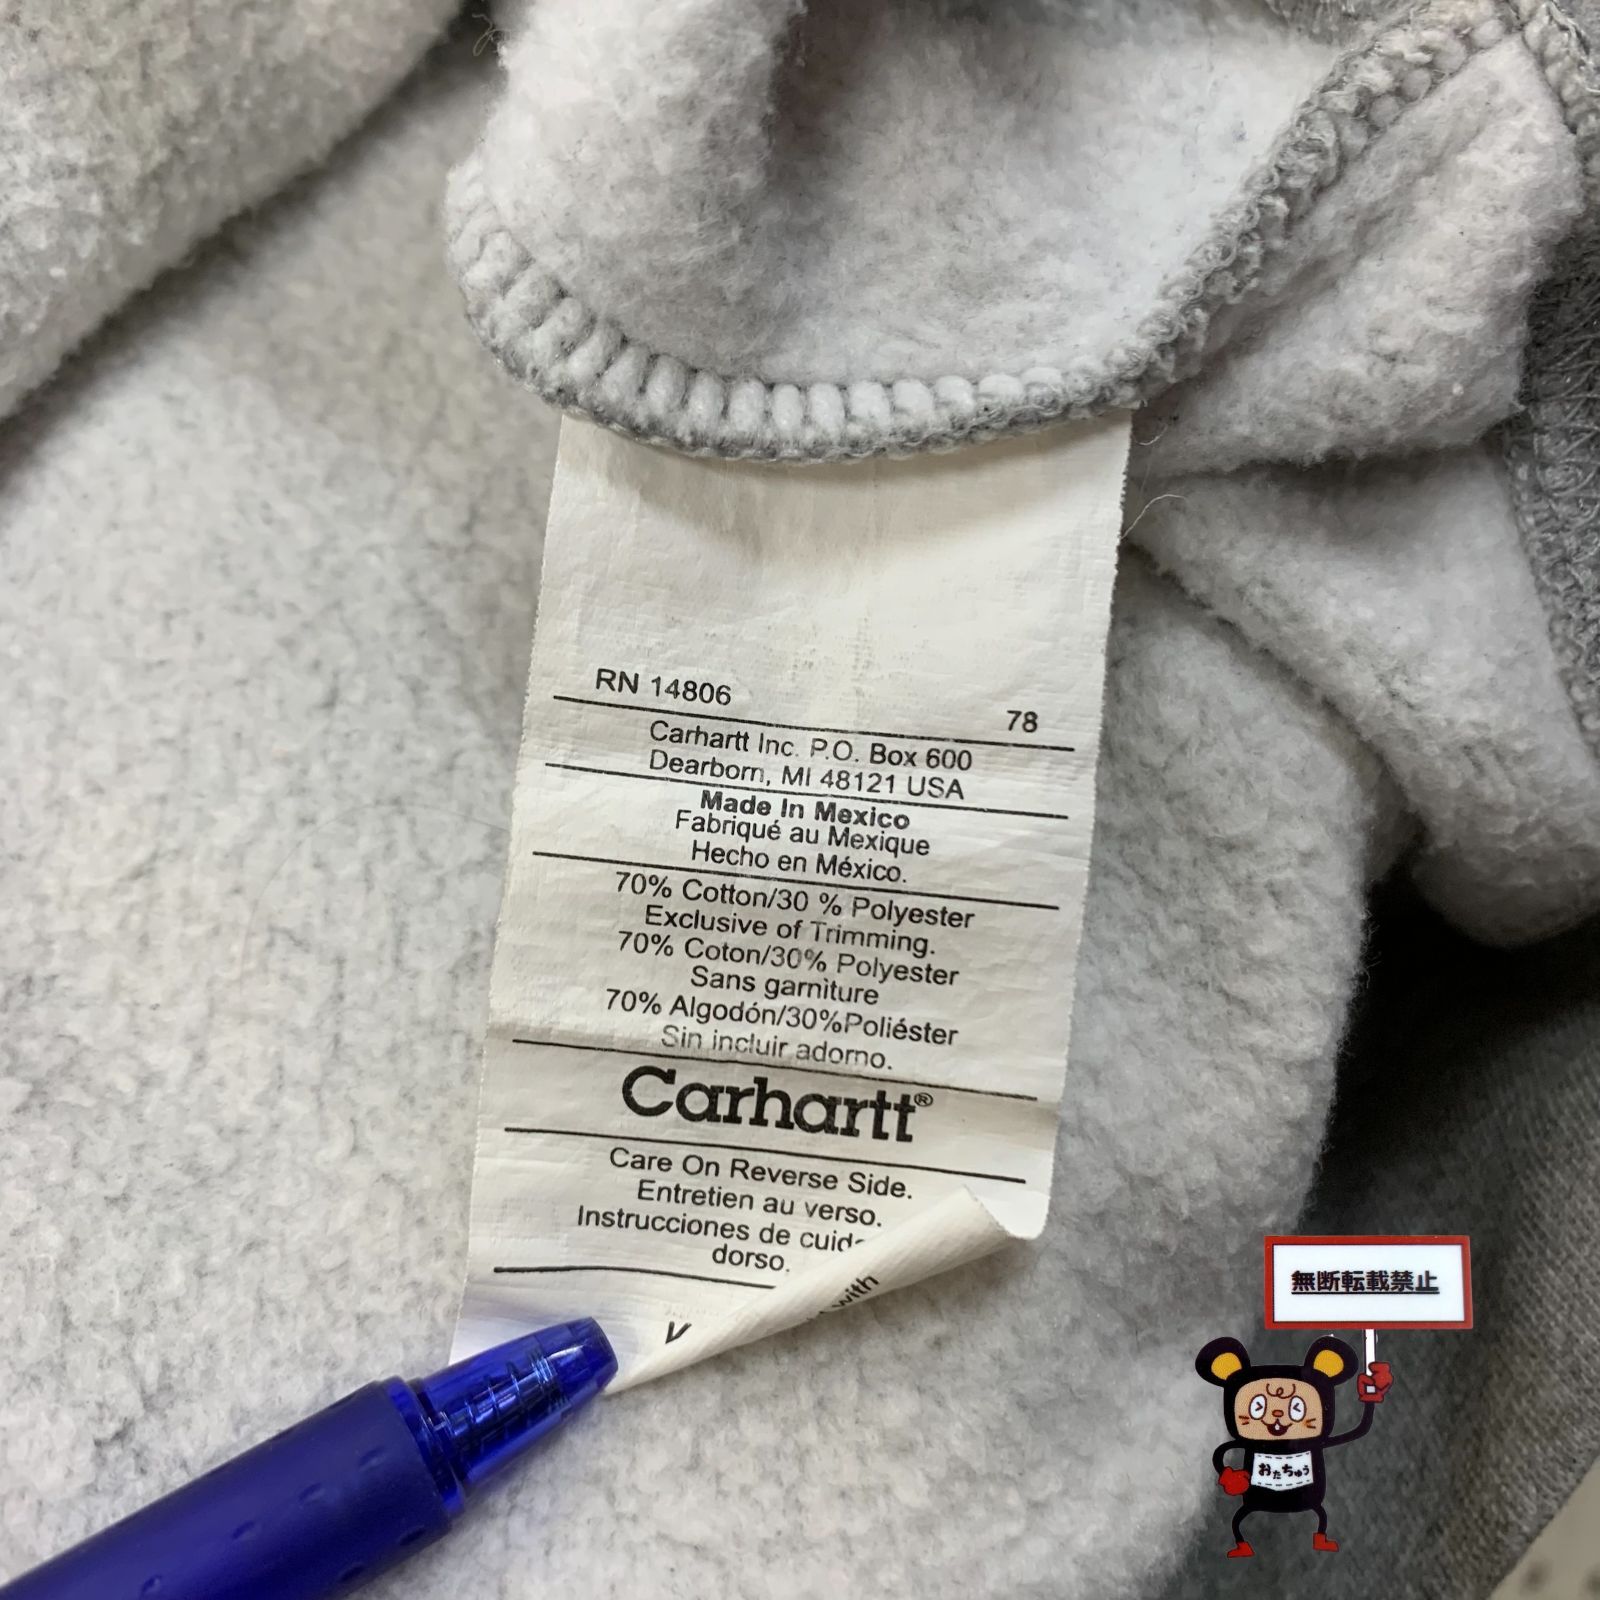 RN 14806
78
Carhartt Inc. P.O. Box 600
Dearborn, MI 48121 USA
Made In Mexico
Fabriqué au Mexique
Hecho en México.
70% Cotton/30 % Polyester
Exclusive of Trimming.
70% Coton/30% Polyester
Sans garniture
70% Algodón/30%Poliéster
Sin incluir adorno.
Carhartt®
Care On Reverse Side.
Entretien au verso.
Instrucciones de
dorso.
with
無断転載禁止
おたちゅう